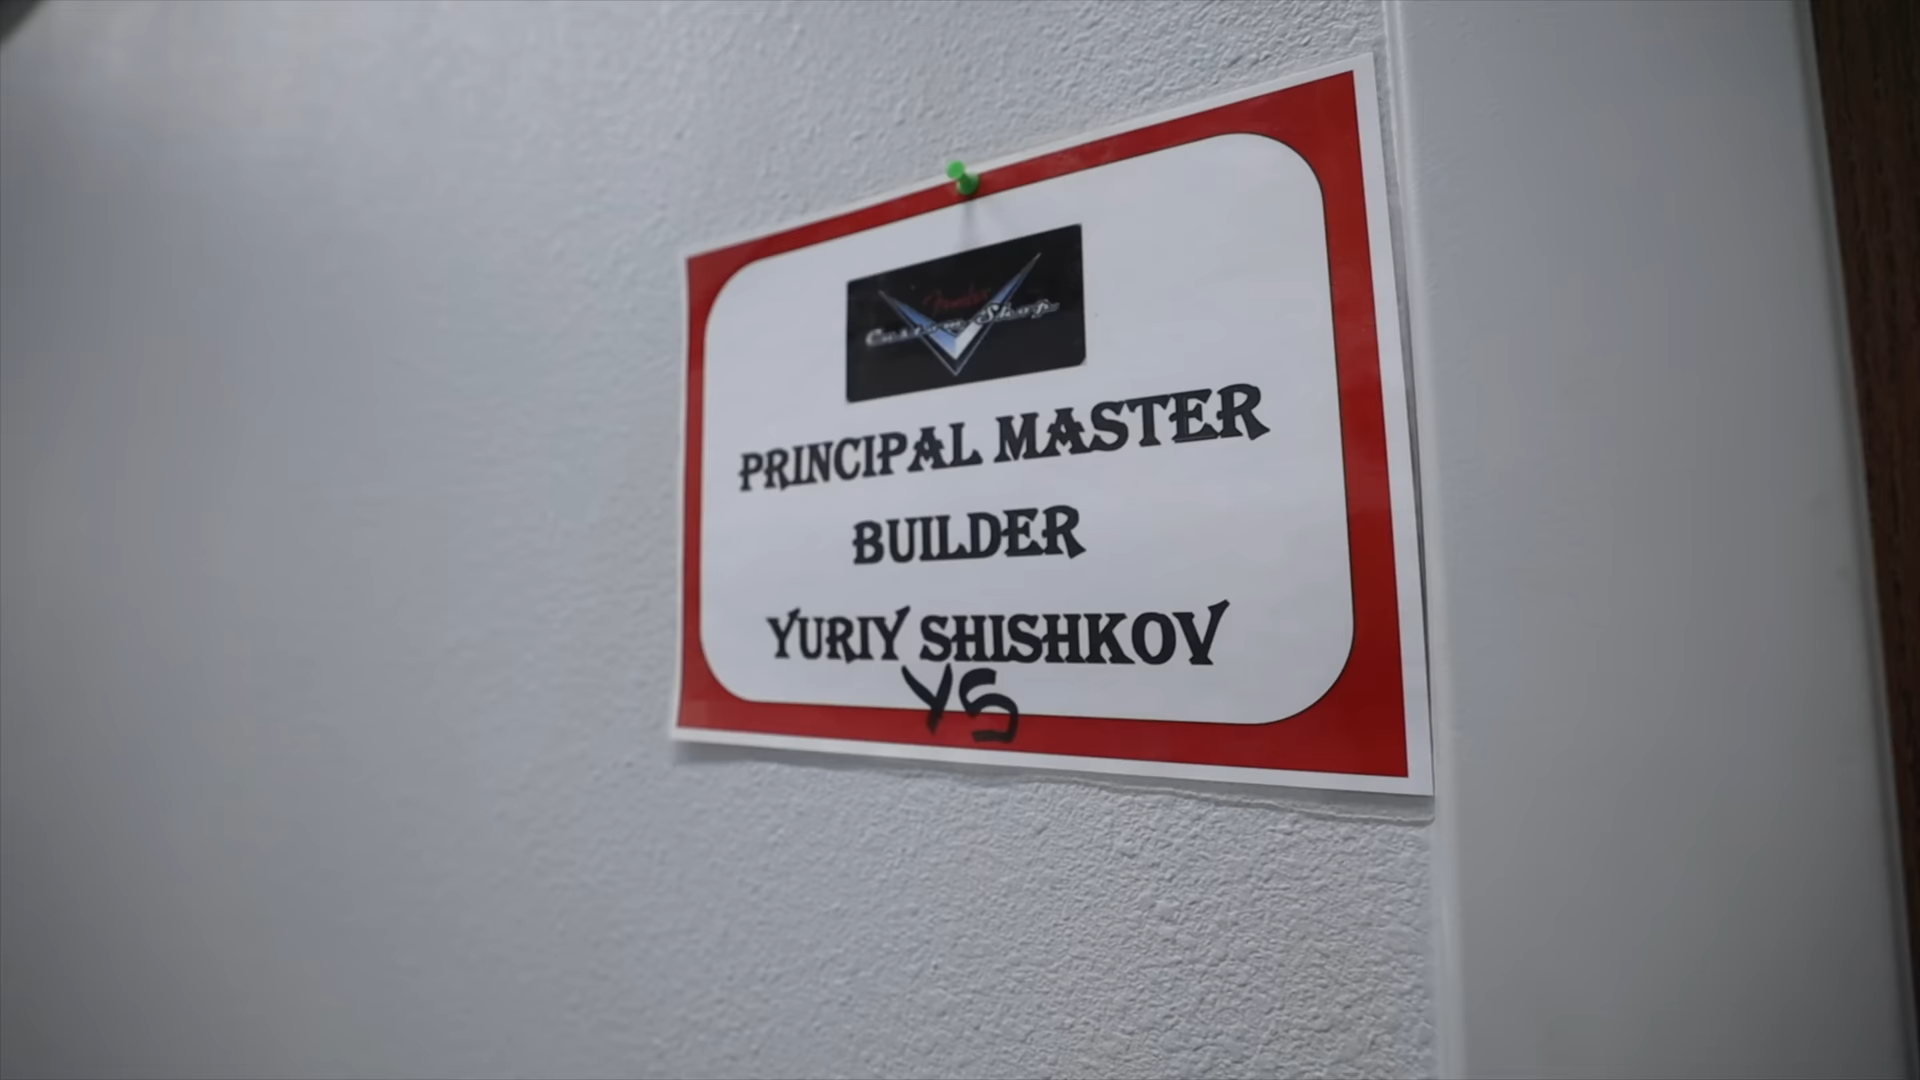 Fender
Custom Shop
PRINCIPAL MASTER
BUILDER
YURIY SHISHKOV
YS